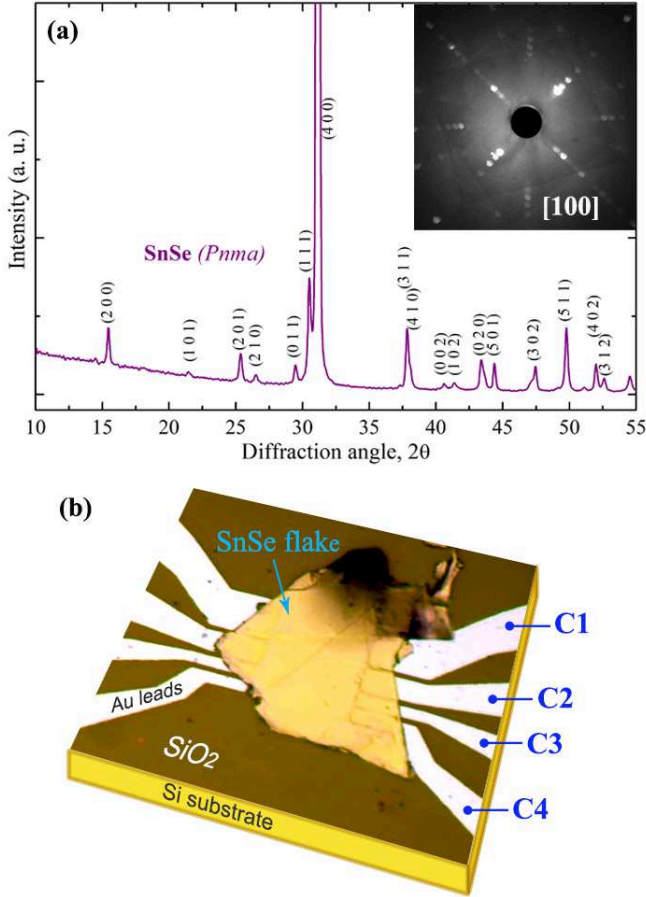 (a)
Intensity (a. u.)
SnSe (Pnma)
(2 0 0)
(1 0 1)
(2 0 1)
(2 1 0)
(0 1 1)
(1 1 1)
(4 0 0)
(3 1 1)
(4 1 0)
(0 0 2)
(1 0 2)
(0 2 0)
(5 0 1)
(3 0 2)
(5 1 1)
(4 0 2)
(3 1 2)
[100]
10 15 20 25 30 35 40 45 50 55
Diffraction angle, 2θ
(b)
SnSe flake
C1
C2
C3
C4
Au leads
SiO2
Si substrate